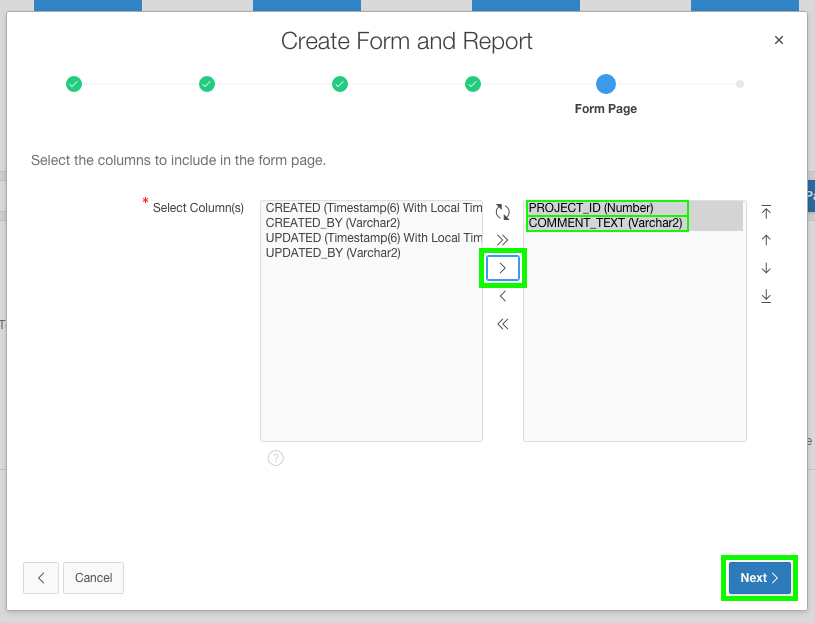 Create Form and Report
Form Page
Select the columns to include in the form page.
* Select Column(s)
CREATED (Timestamp(6) With Local Tim
CREATED_BY (Varchar2)
UPDATED (Timestamp(6) With Local Tim
UPDATED_BY (Varchar2)
PROJECT_ID (Number)
COMMENT_TEXT (Varchar2)
?
Cancel
Next